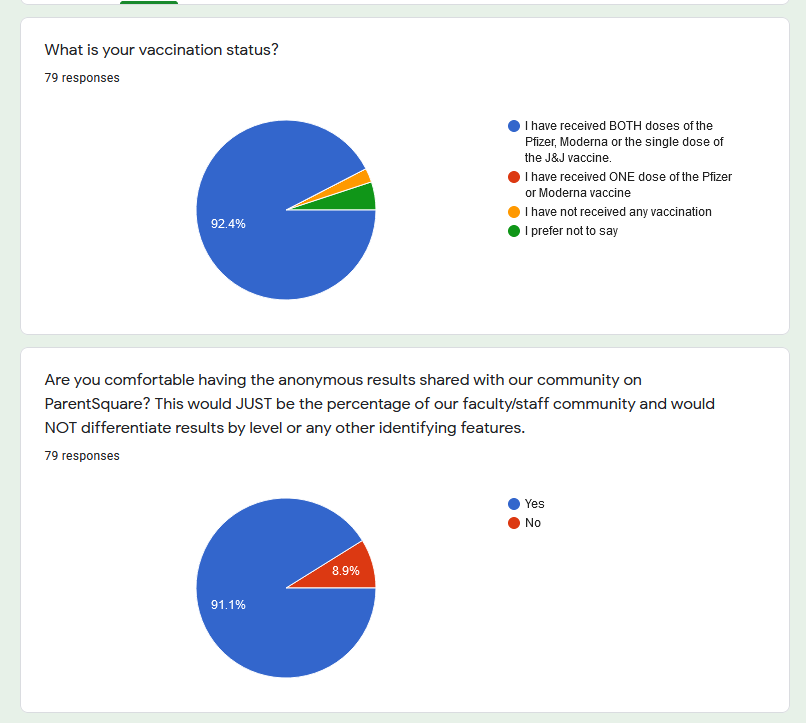 What is your vaccination status?
79 responses
I have received BOTH doses of the
Pfizer, Moderna or the single dose of
the J&J vaccine.
I have received ONE dose of the Pfizer
or Moderna vaccine
I have not received any vaccination
I prefer not to say
92.4%
Are you comfortable having the anonymous results shared with our community on
ParentSquare? This would JUST be the percentage of our faculty/staff community and would
NOT differentiate results by level or any other identifying features.
79 responses
Yes
No
8.9%
91.1%